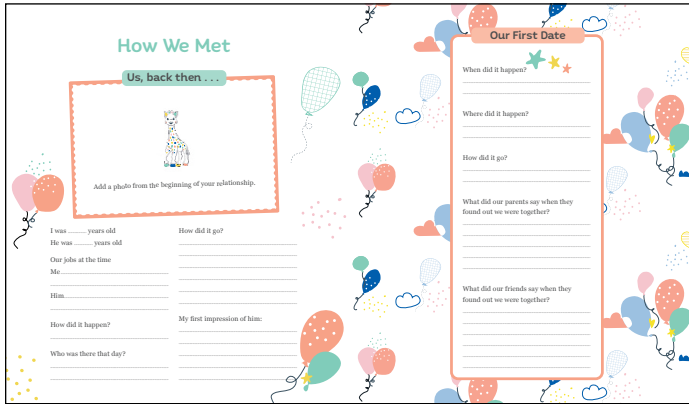 How We Met
Us, back then . . .
Add a photo from the beginning of your relationship.
I was ........ years old
He was ........ years old
Our jobs at the time
Me
Him
How did it happen?
Who was there that day?
How did it go?
My first impression of him:
Our First Date
When did it happen?
Where did it happen?
How did it go?
What did our parents say when they
found out we were together?
What did our friends say when they
found out we were together?